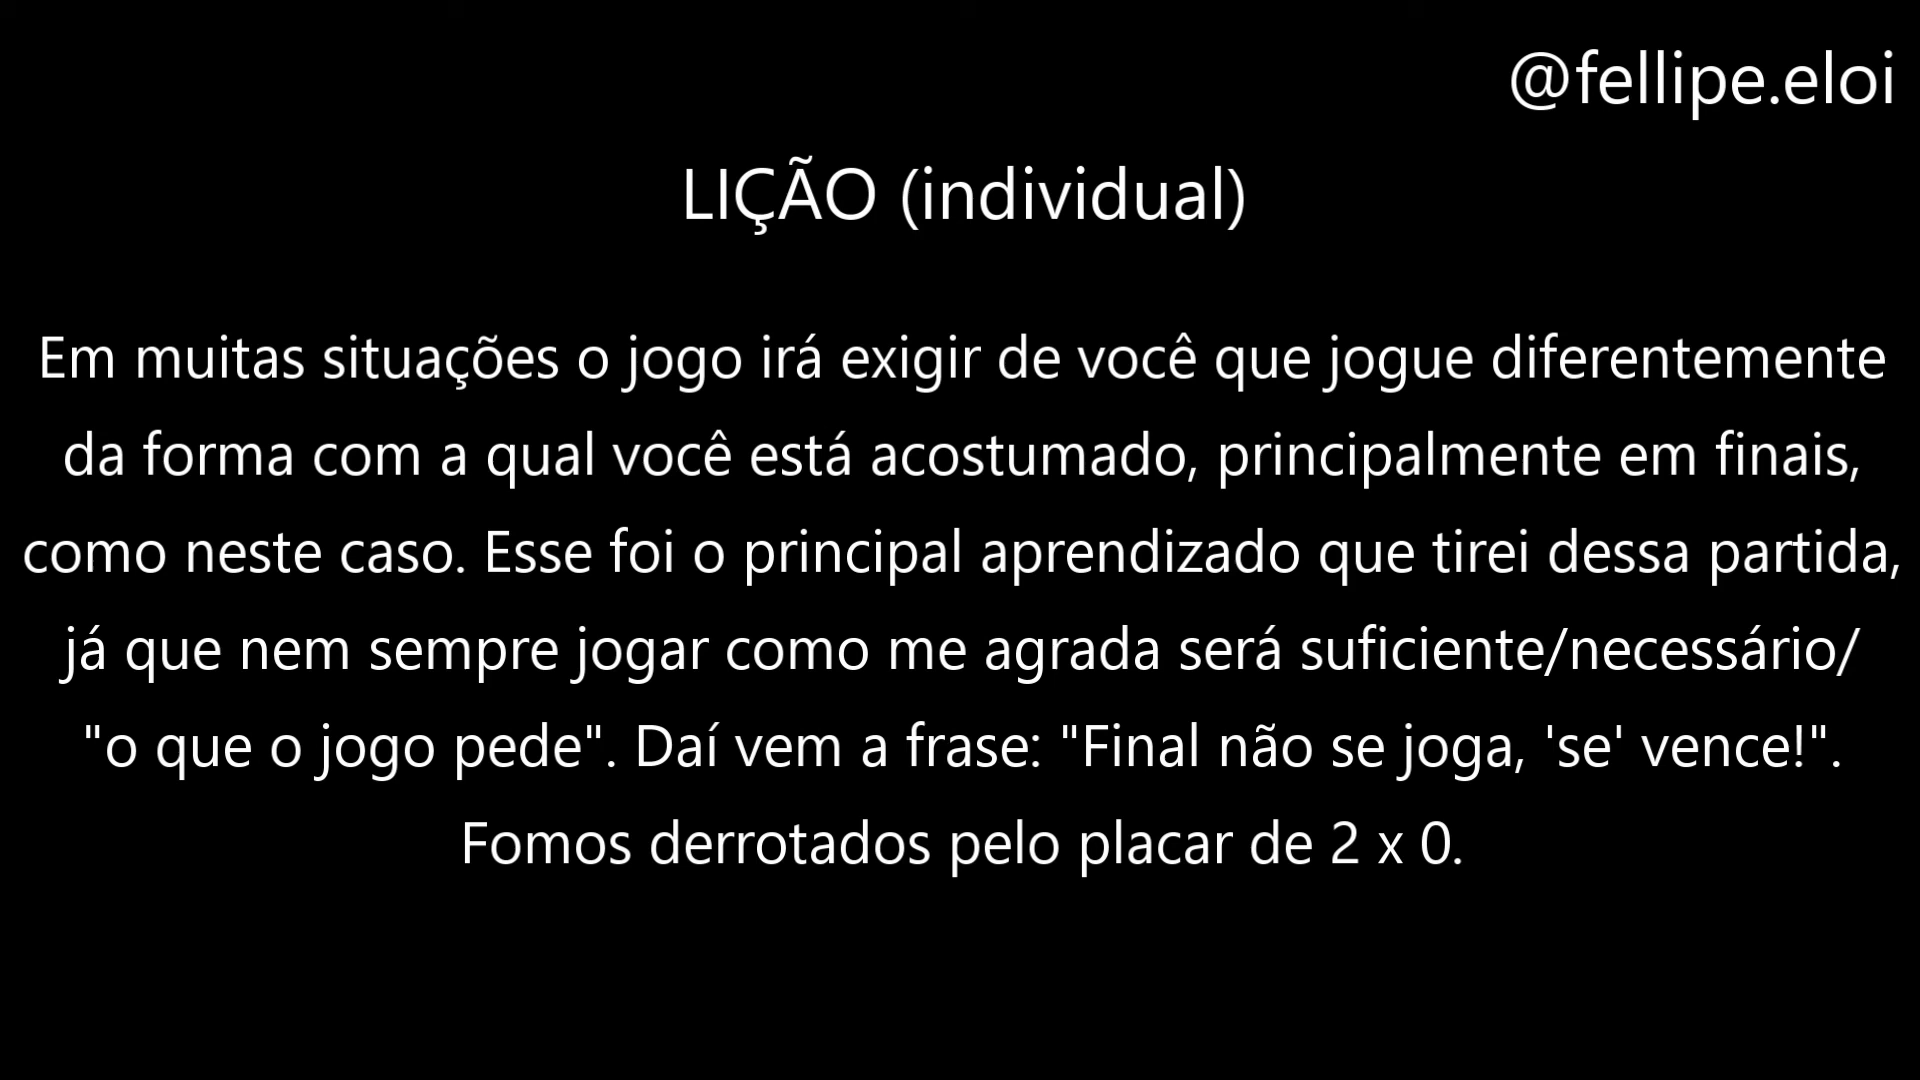 @fellipe.eloi
LIÇÃO (individual)
Em muitas situações o jogo irá exigir de você que jogue diferentemente
da forma com a qual você está acostumado, principalmente em finais,
como neste caso. Esse foi o principal aprendizado que tirei dessa partida,
já que nem sempre jogar como me agrada será suficiente/necessário/
"o que o jogo pede". Daí vem a frase: "Final não se joga, 'se' vence!".
Fomos derrotados pelo placar de 2 x 0.